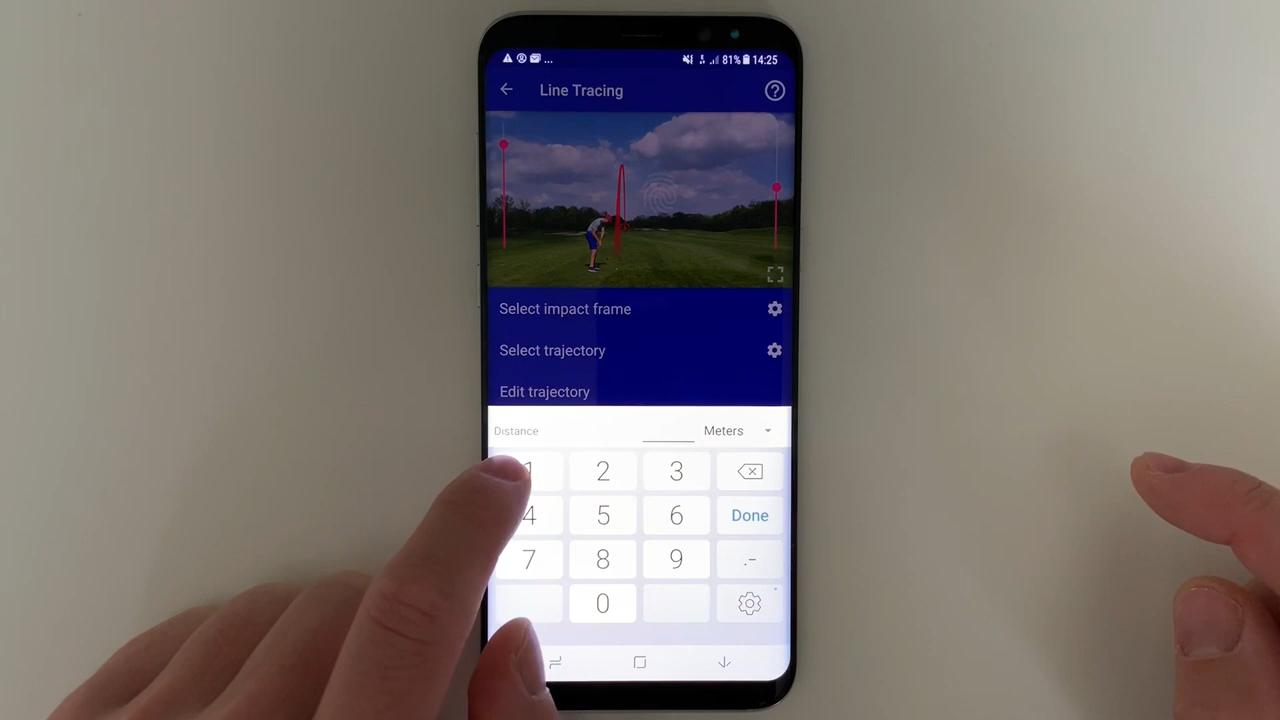 ... 81% 14:25
Line Tracing
Select impact frame
Select trajectory
Edit trajectory
Distance Meters
1 2 3
4 5 6 Done
7 8 9 .-
0